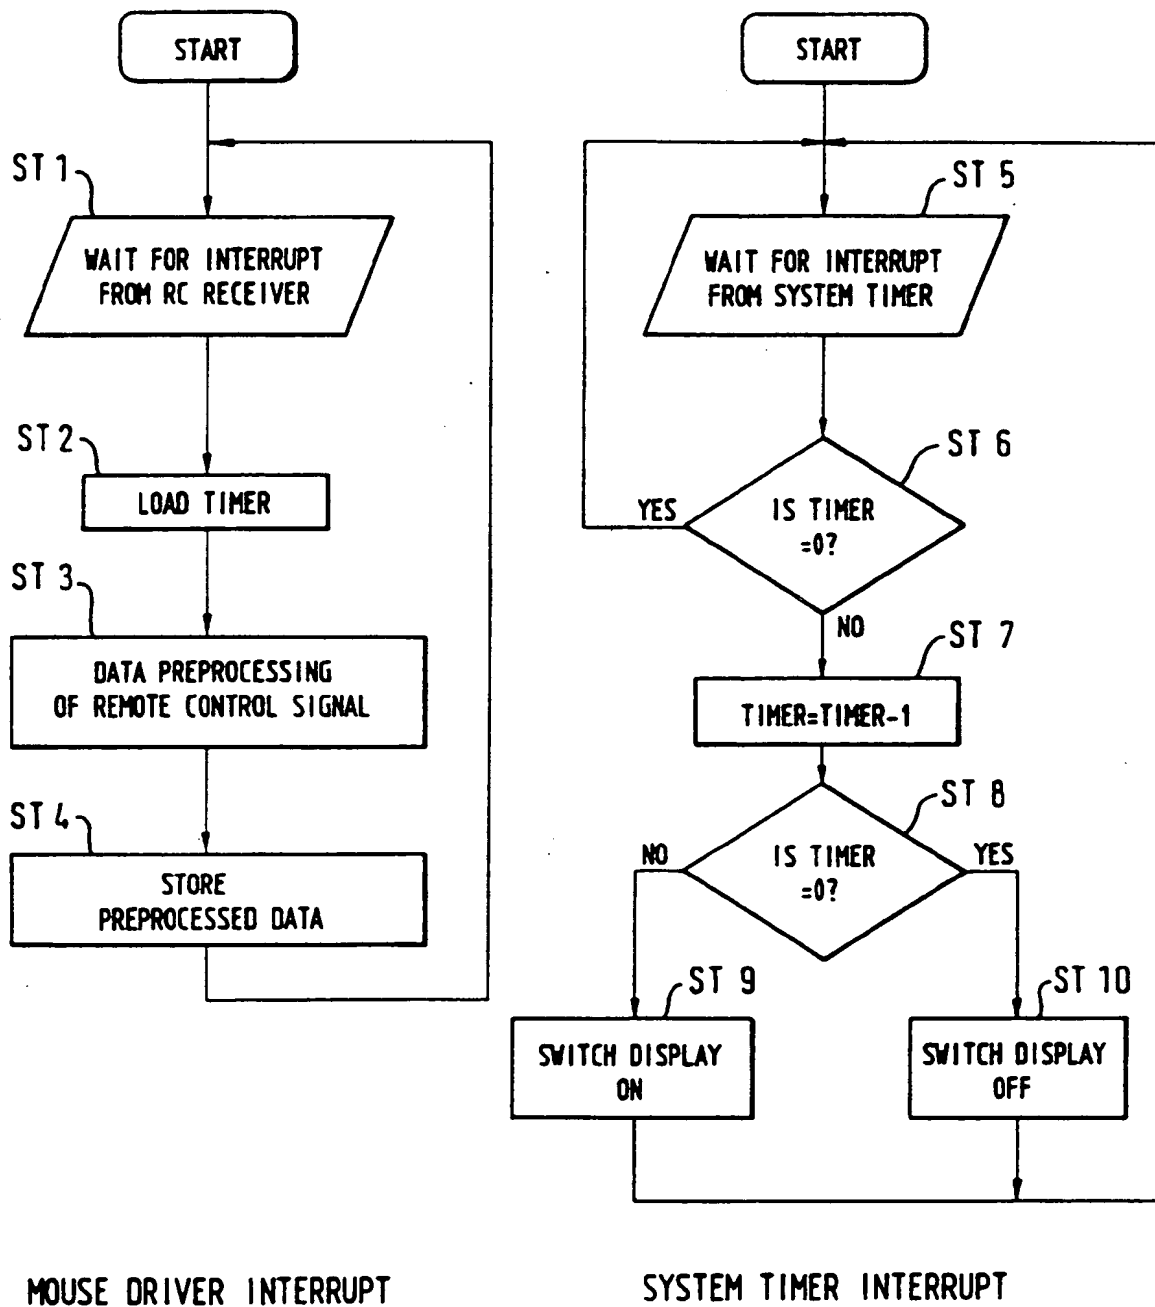 START
ST 1
WAIT FOR INTERRUPT
FROM RC RECEIVER
ST 2
LOAD TIMER
ST 3
DATA PREPROCESSING
OF REMOTE CONTROL SIGNAL
ST 4
STORE
PREPROCESSED DATA
MOUSE DRIVER INTERRUPT
START
ST 5
WAIT FOR INTERRUPT
FROM SYSTEM TIMER
ST 6
IS TIMER
=0?
YES
NO
ST 7
TIMER=TIMER-1
ST 8
IS TIMER
=0?
NO
YES
ST 9
SWITCH DISPLAY
ON
ST 10
SWITCH DISPLAY
OFF
SYSTEM TIMER INTERRUPT